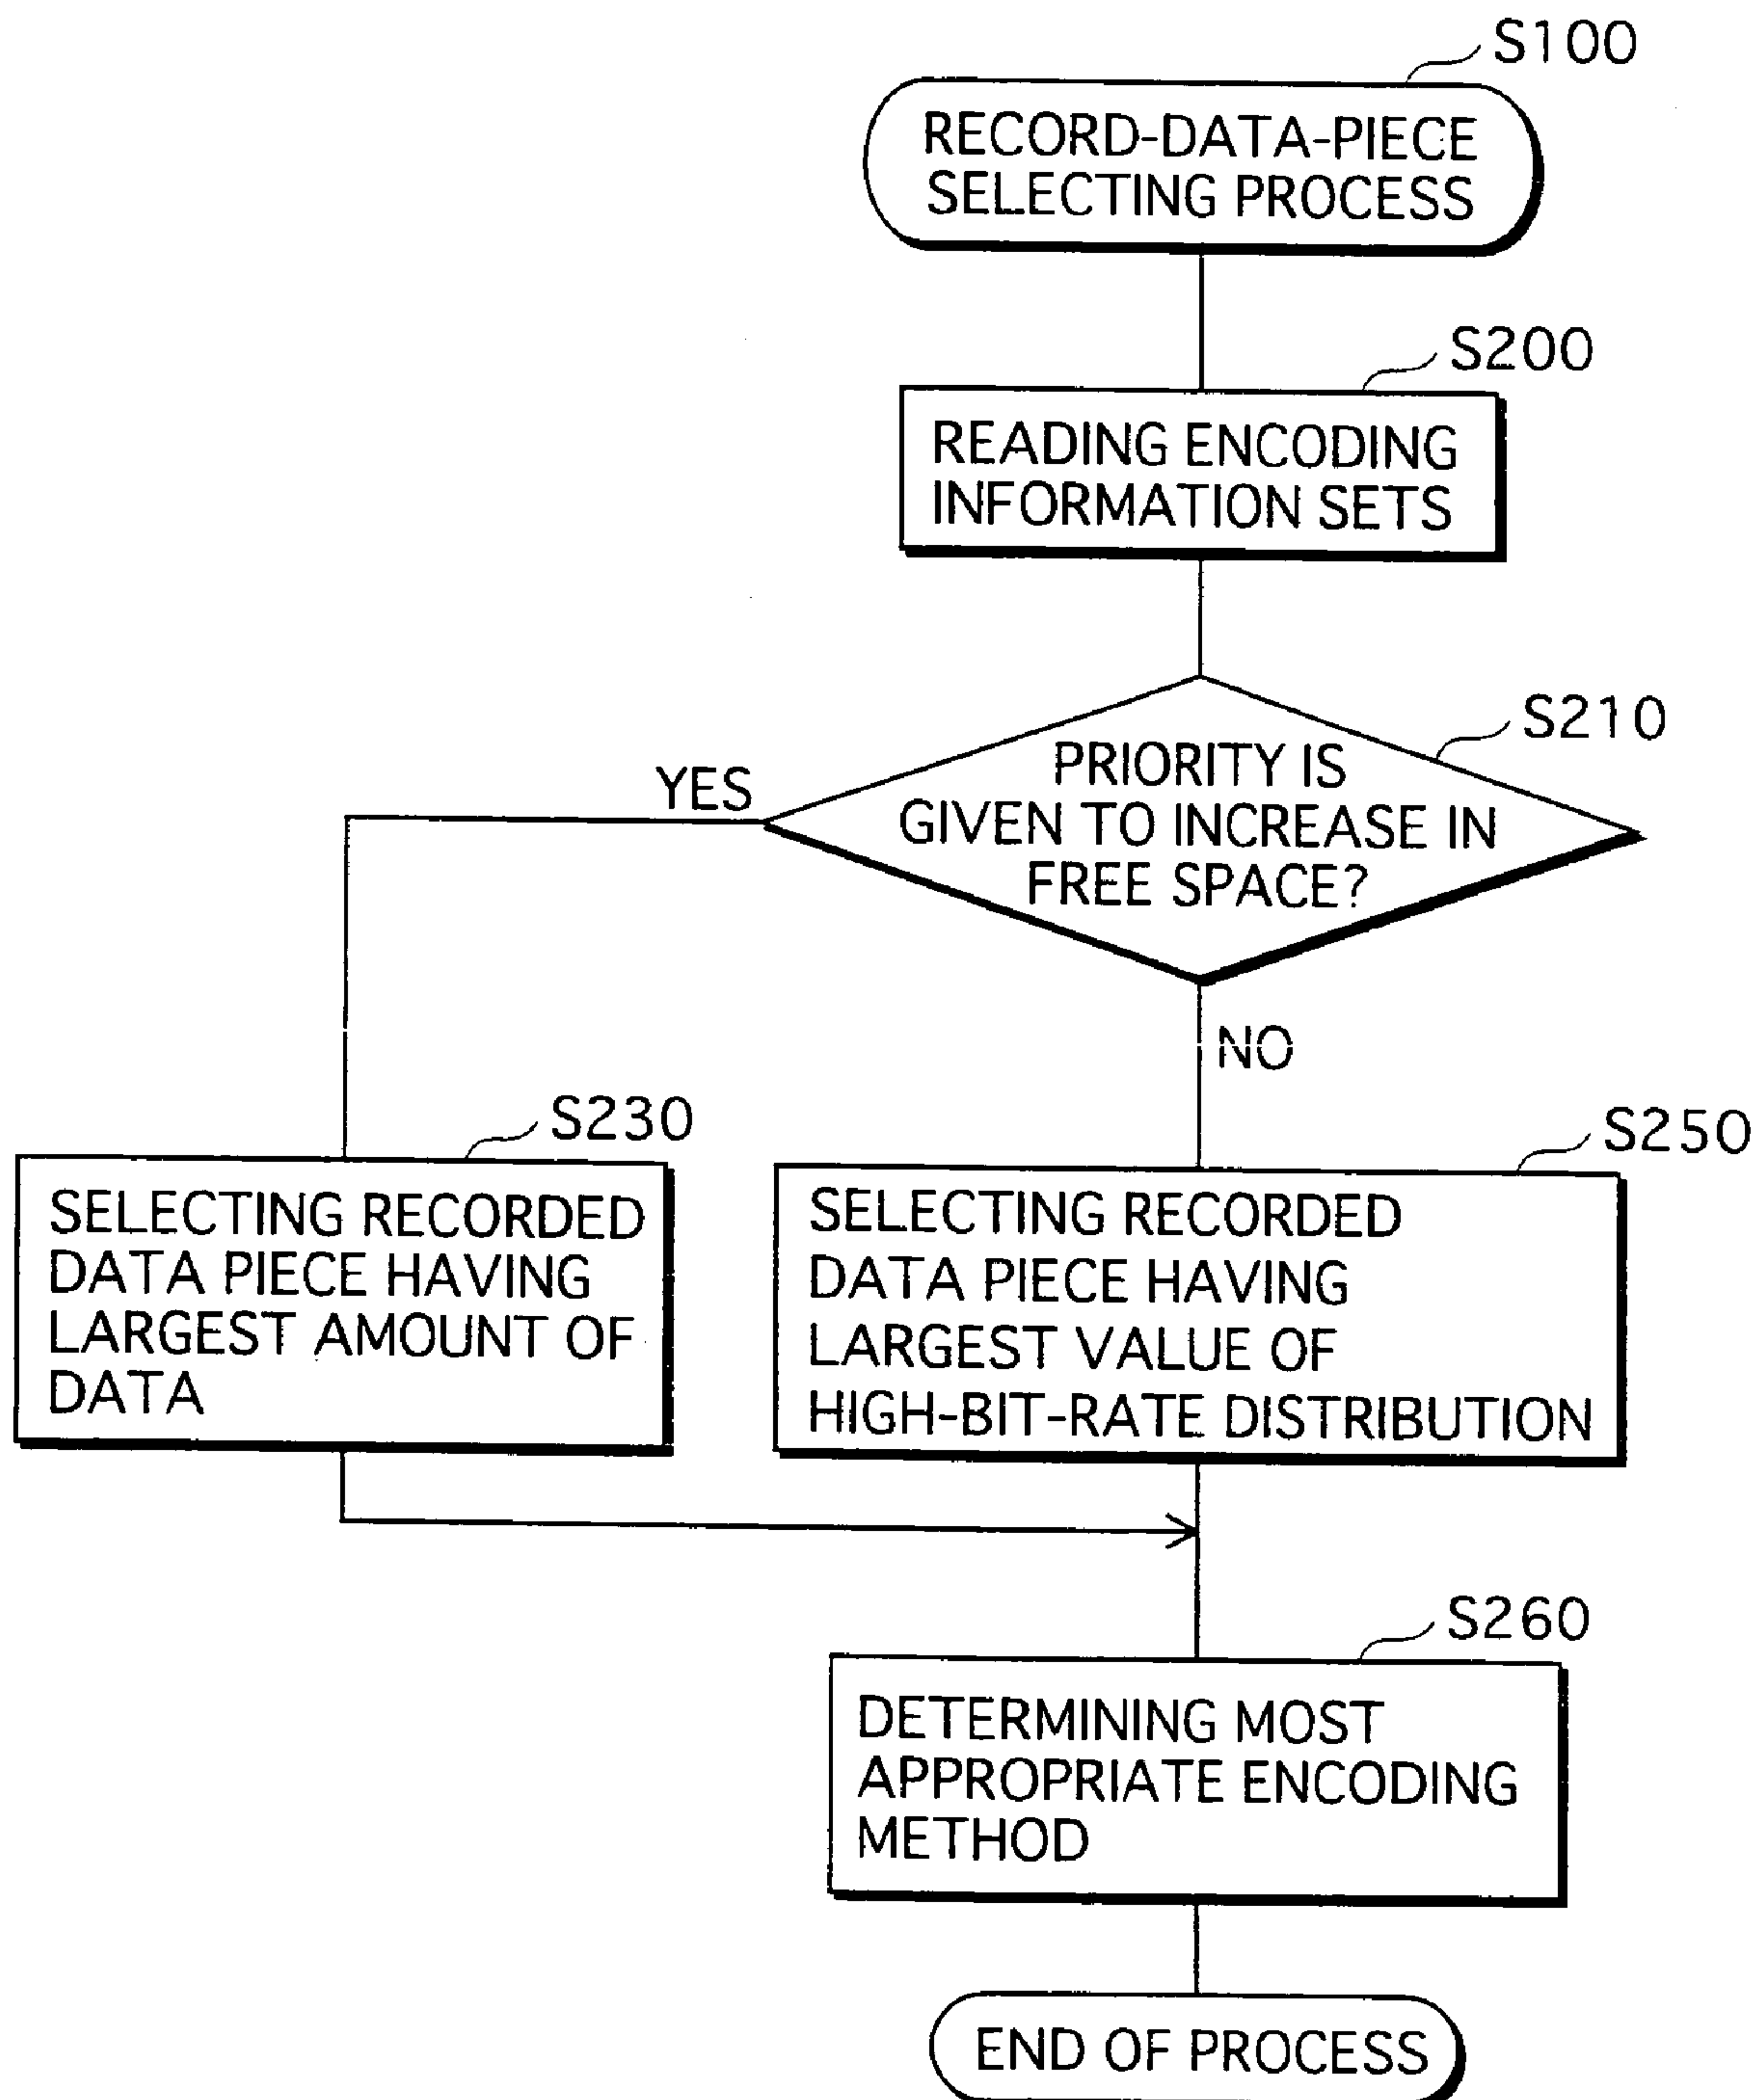 S100
RECORD-DATA-PIECE
SELECTING PROCESS
S200
READING ENCODING
INFORMATION SETS
S210
PRIORITY IS
GIVEN TO INCREASE IN
FREE SPACE?
YES
NO
S230
SELECTING RECORDED
DATA PIECE HAVING
LARGEST AMOUNT OF
DATA
S250
SELECTING RECORDED
DATA PIECE HAVING
LARGEST VALUE OF
HIGH-BIT-RATE DISTRIBUTION
S260
DETERMINING MOST
APPROPRIATE ENCODING
METHOD
END OF PROCESS